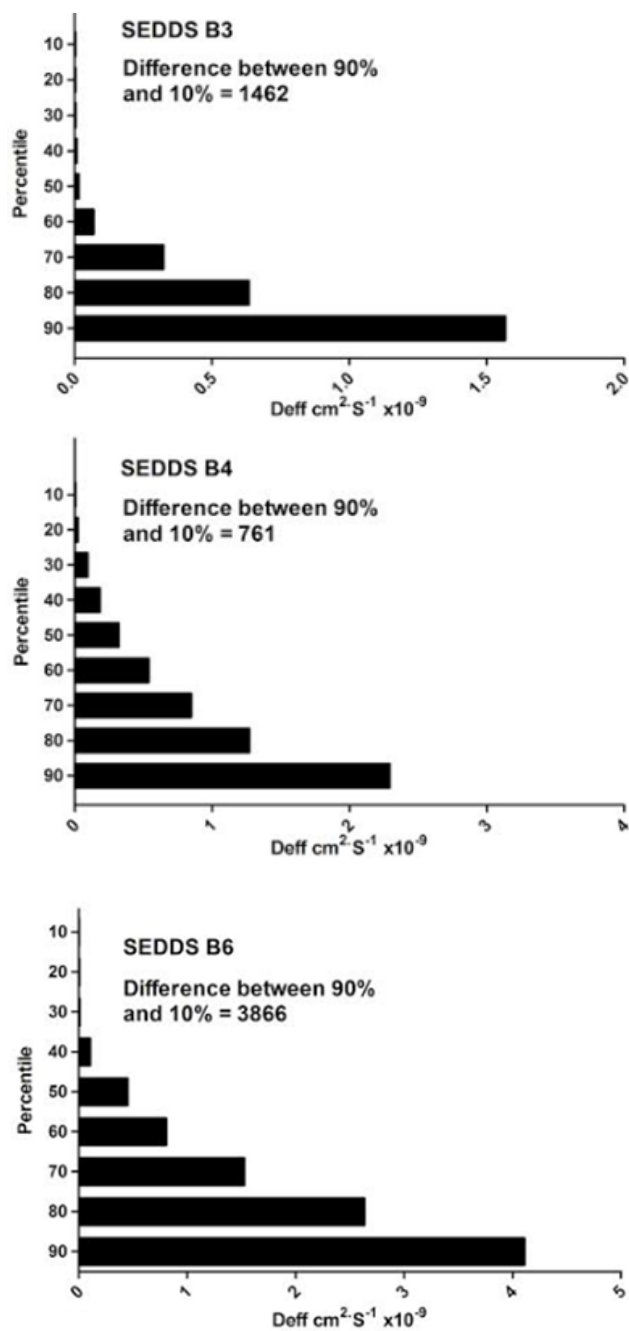 SEDDS B3
Difference between 90%
and 10% = 1462
Percentile
10
20
30
40
50
60
70
80
90
0.0
0.5
1.0
1.5
2.0
Deff cm²·S⁻¹ x10⁻⁹
SEDDS B4
Difference between 90%
and 10% = 761
Percentile
10
20
30
40
50
60
70
80
90
0
1
2
3
4
Deff cm²·S⁻¹ x10⁻⁹
SEDDS B6
Difference between 90%
and 10% = 3866
Percentile
10
20
30
40
50
60
70
80
90
0
1
2
3
4
5
Deff cm²·S⁻¹ x10⁻⁹